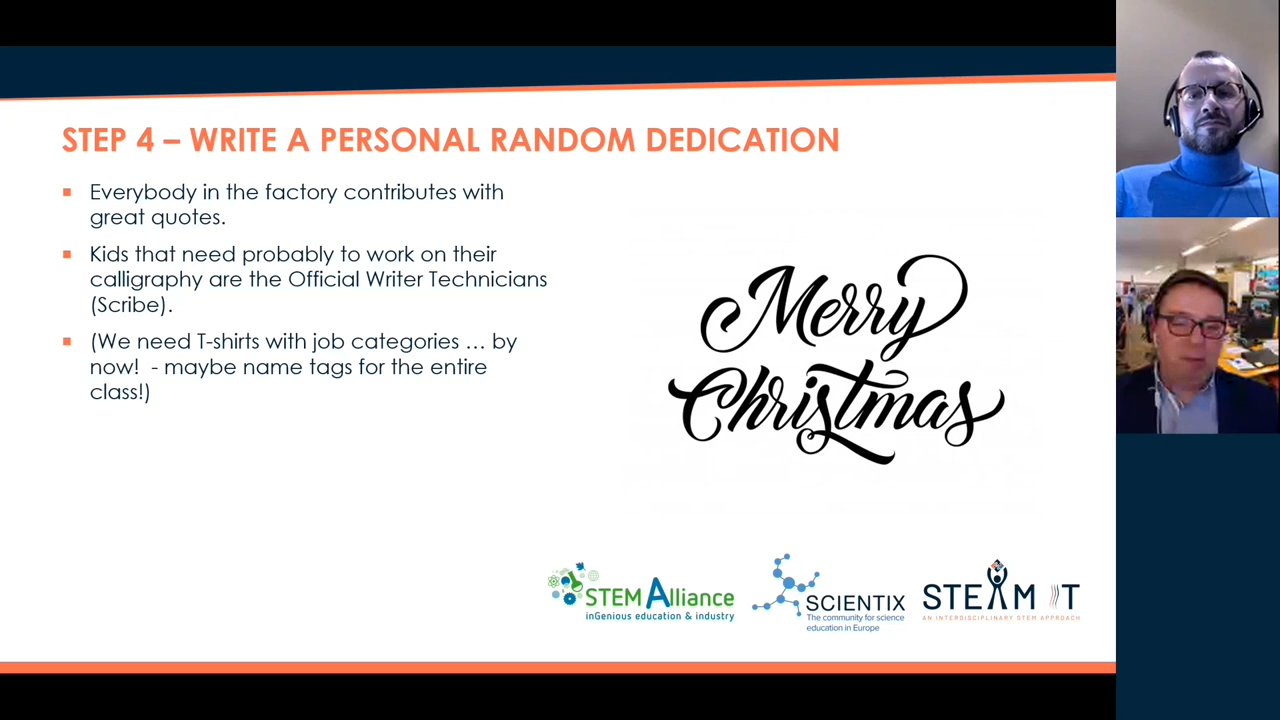 STEP 4 – WRITE A PERSONAL RANDOM DEDICATION
Everybody in the factory contributes with
great quotes.
Kids that need probably to work on their
calligraphy are the Official Writer Technicians
(Scribe).
(We need T-shirts with job categories … by
now!  - maybe name tags for the entire
class!)
Merry
Christmas
STEM Alliance
inGenious education & industry
SCIENTIX
The community for science
education in Europe
STEAM IT
AN INTERDISCIPLINARY STEM APPROACH